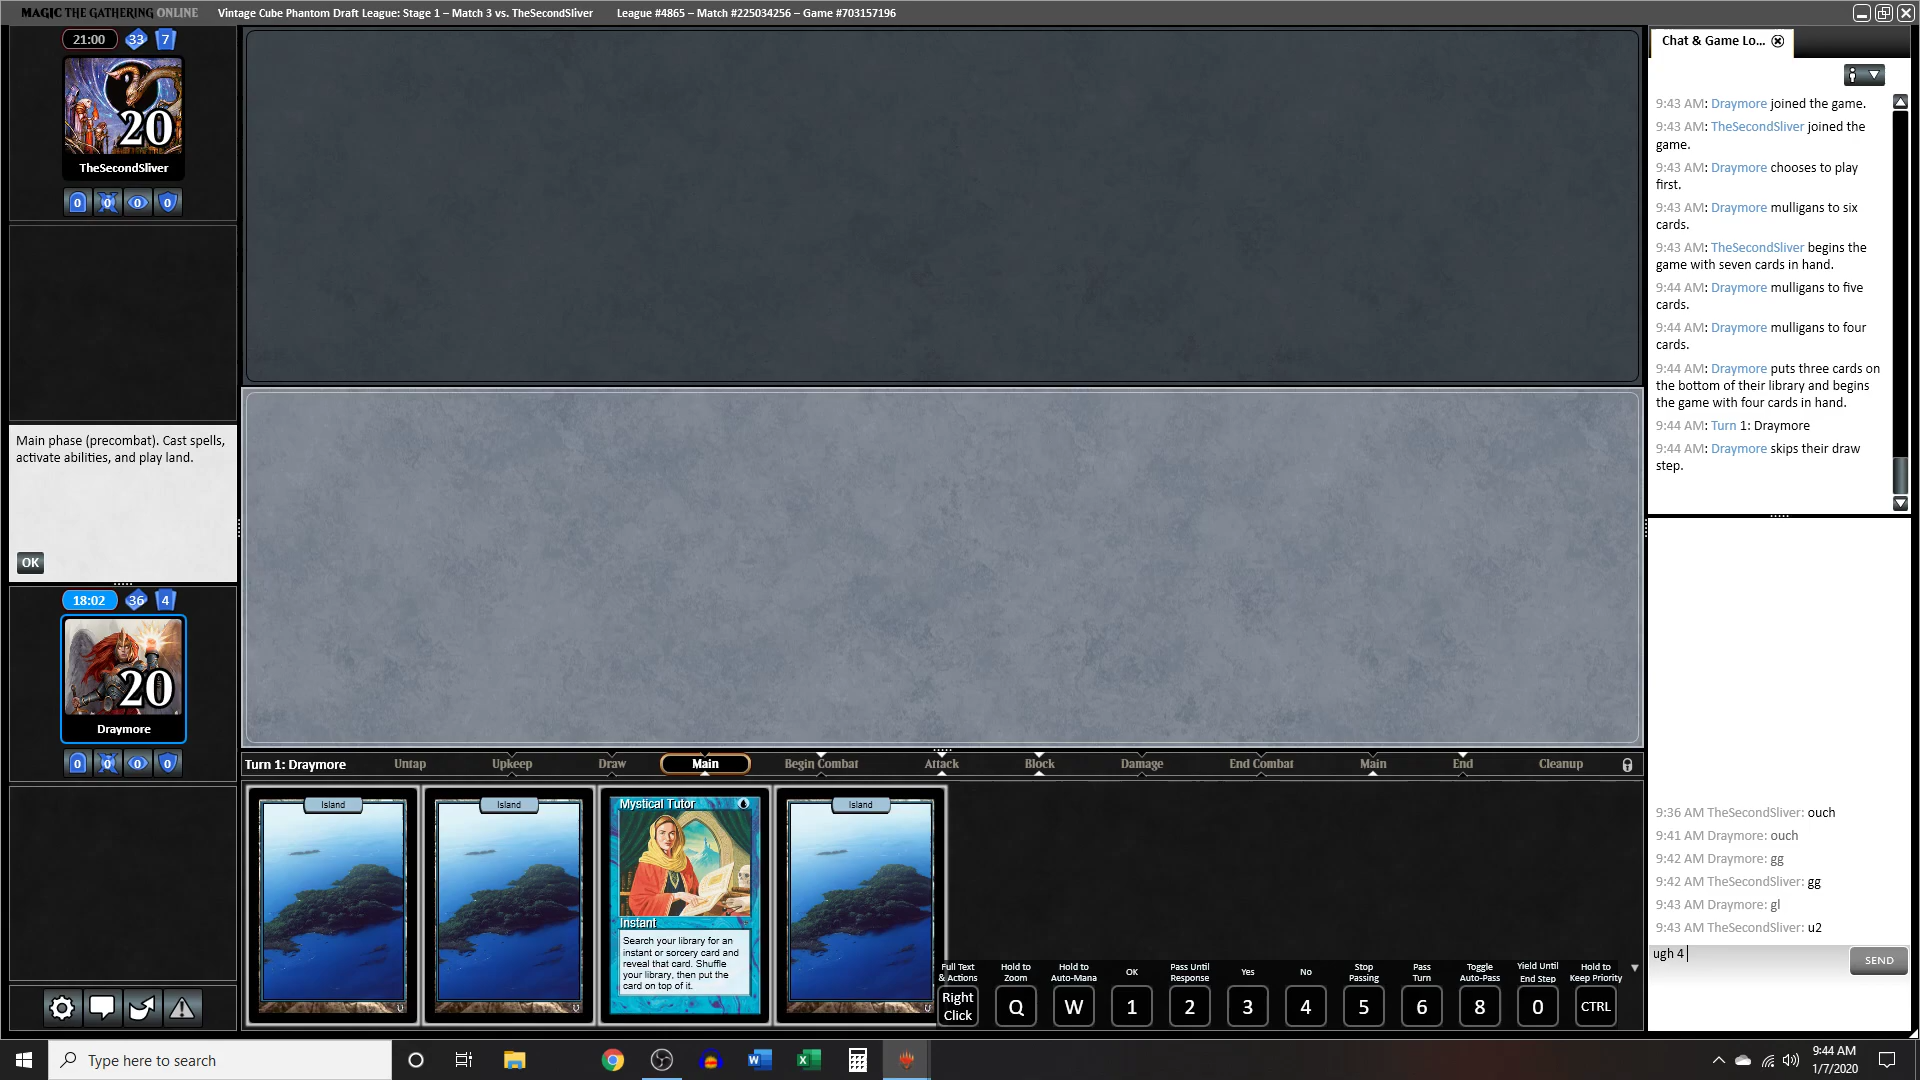 MAGIC THE GATHERING ONLINE
Vintage Cube Phantom Draft League: Stage 1 – Match 3 vs. TheSecondSliver
League #4865 – Match #225034256 – Game #703157196
21:00
33
7
20
TheSecondSliver
0
0
0
0
Main phase (precombat). Cast spells,
activate abilities, and play land.
OK
18:02
36
4
20
Draymore
0
0
0
0
Turn 1: Draymore
Untap
Upkeep
Draw
Main
Begin Combat
Attack
Block
Damage
End Combat
Main
End
Cleanup
Island
Island
Mystical Tutor
Instant
Search your library for an
instant or sorcery card and
reveal that card. Shuffle
your library, then put the
card on top of it.
Island
Full Text
& Actions
Right
Click
Hold to
Zoom
Q
Hold to
Auto-Mana
W
OK
1
Pass Until
Response
2
Yes
3
No
4
Stop
Passing
5
Pass
Turn
6
Toggle
Auto-Pass
8
Yield Until
End Step
0
Hold to
Keep Priority
CTRL
Chat & Game Lo...
9:43 AM: Draymore joined the game.
9:43 AM: TheSecondSliver joined the
game.
9:43 AM: Draymore chooses to play
first.
9:43 AM: Draymore mulligans to six
cards.
9:43 AM: TheSecondSliver begins the
game with seven cards in hand.
9:44 AM: Draymore mulligans to five
cards.
9:44 AM: Draymore mulligans to four
cards.
9:44 AM: Draymore puts three cards on
the bottom of their library and begins
the game with four cards in hand.
9:44 AM: Turn 1: Draymore
9:44 AM: Draymore skips their draw
step.
9:36 AM TheSecondSliver: ouch
9:41 AM Draymore: ouch
9:42 AM Draymore: gg
9:42 AM TheSecondSliver: gg
9:43 AM Draymore: gl
9:43 AM TheSecondSliver: u2
ugh 4
SEND
Type here to search
9:44 AM
1/7/2020